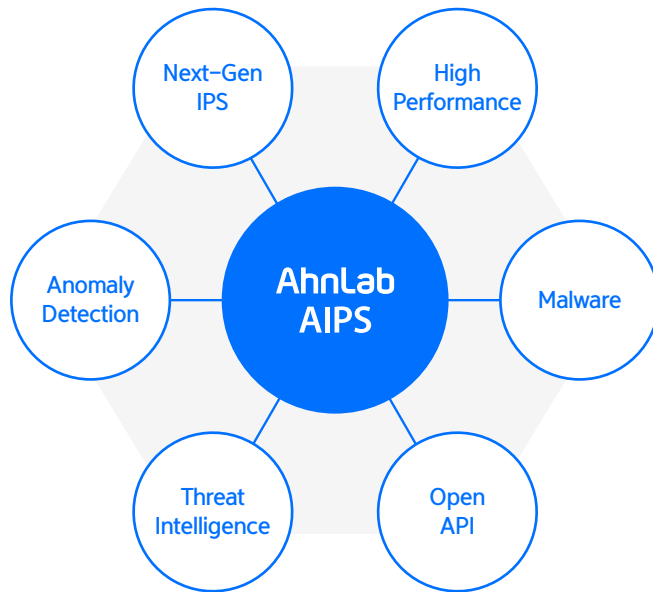 Next-Gen
IPS
High
Performance
Anomaly
Detection
AhnLab
AIPS
Malware
Threat
Intelligence
Open
API